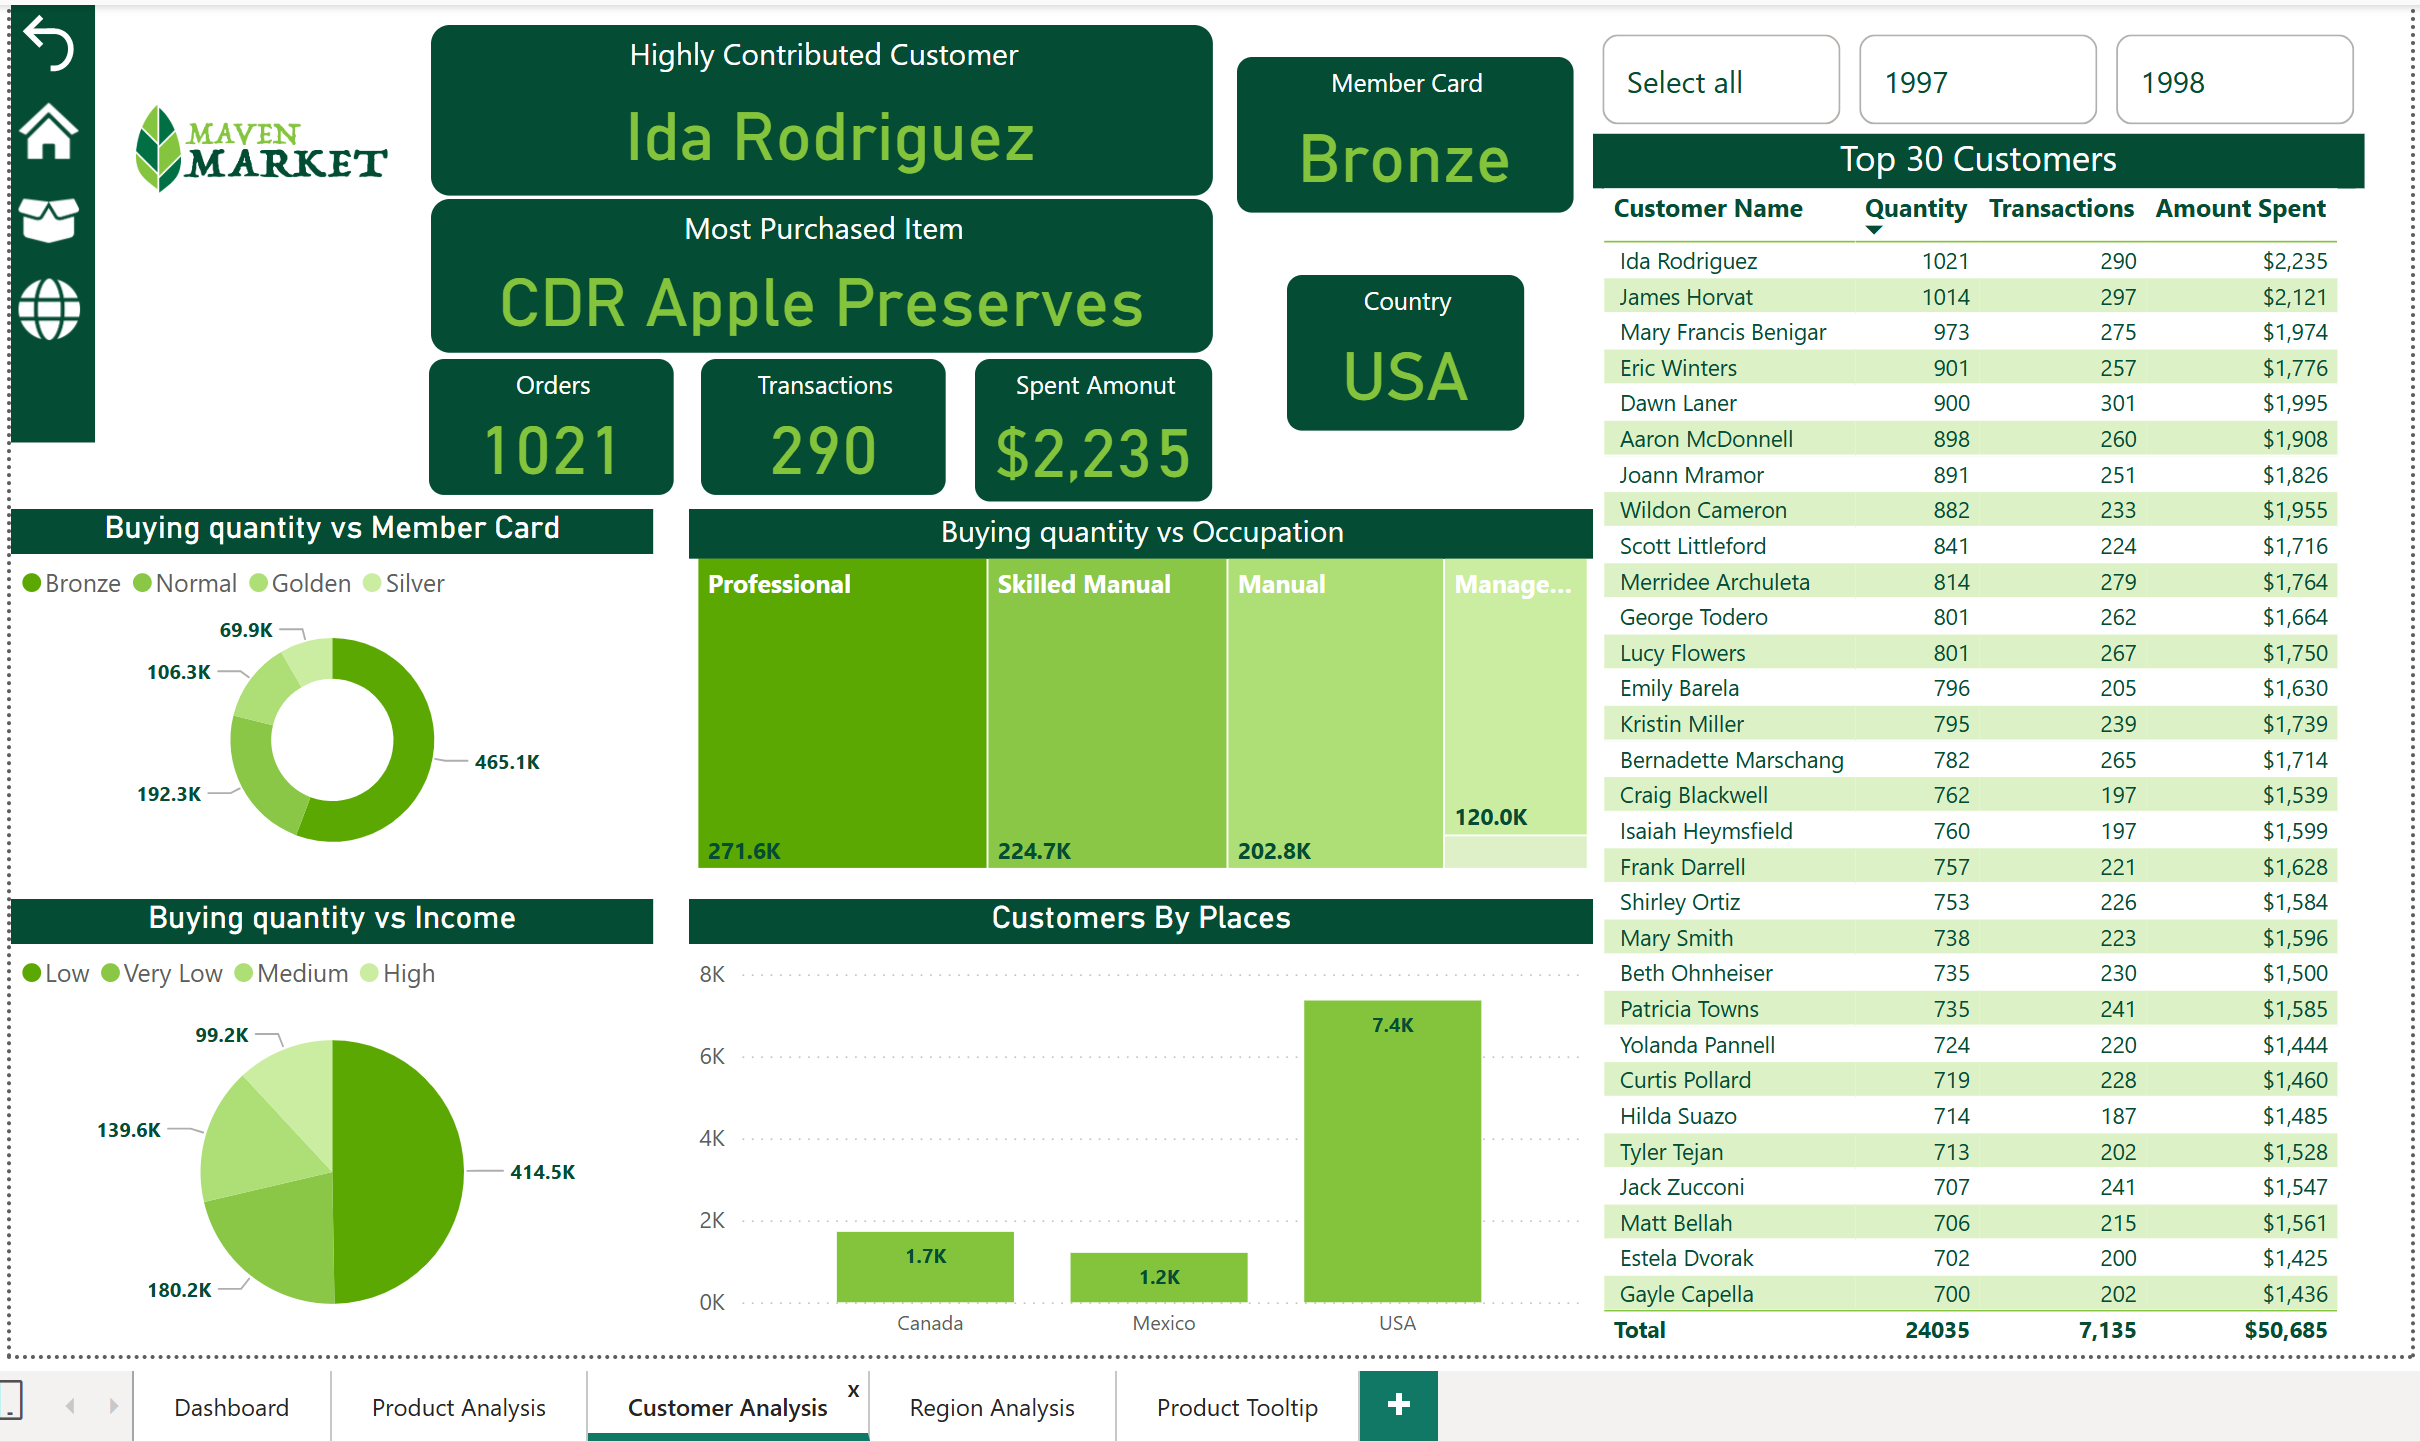 MAVEN
MARKET
Highly Contributed Customer
Ida Rodriguez
Most Purchased Item
CDR Apple Preserves
Orders
1021
Transactions
290
Spent Amonut
$2,235
Member Card
Bronze
Country
USA
Select all
1997
1998
Top 30 Customers
Customer Name Quantity Transactions Amount Spent
Ida Rodriguez 1021 290 $2,235
James Horvat 1014 297 $2,121
Mary Francis Benigar 973 275 $1,974
Eric Winters 901 257 $1,776
Dawn Laner 900 301 $1,995
Aaron McDonnell 898 260 $1,908
Joann Mramor 891 251 $1,826
Wildon Cameron 882 233 $1,955
Scott Littleford 841 224 $1,716
Merridee Archuleta 814 279 $1,764
George Todero 801 262 $1,664
Lucy Flowers 801 267 $1,750
Emily Barela 796 205 $1,630
Kristin Miller 795 239 $1,739
Bernadette Marschang 782 265 $1,714
Craig Blackwell 762 197 $1,539
Isaiah Heymsfield 760 197 $1,599
Frank Darrell 757 221 $1,628
Shirley Ortiz 753 226 $1,584
Mary Smith 738 223 $1,596
Beth Ohnheiser 735 230 $1,500
Patricia Towns 735 241 $1,585
Yolanda Pannell 724 220 $1,444
Curtis Pollard 719 228 $1,460
Hilda Suazo 714 187 $1,485
Tyler Tejan 713 202 $1,528
Jack Zucconi 707 241 $1,547
Matt Bellah 706 215 $1,561
Estela Dvorak 702 200 $1,425
Gayle Capella 700 202 $1,436
Total 24035 7,135 $50,685
Buying quantity vs Member Card
Bronze Normal Golden Silver
69.9K
106.3K
465.1K
192.3K
Buying quantity vs Occupation
Professional Skilled Manual Manual Manage...
120.0K
271.6K 224.7K 202.8K
Buying quantity vs Income
Low Very Low Medium High
99.2K
139.6K
414.5K
180.2K
Customers By Places
8K
6K
4K
2K
0K
7.4K
1.7K
1.2K
Canada Mexico USA
Dashboard Product Analysis Customer Analysis x Region Analysis Product Tooltip +